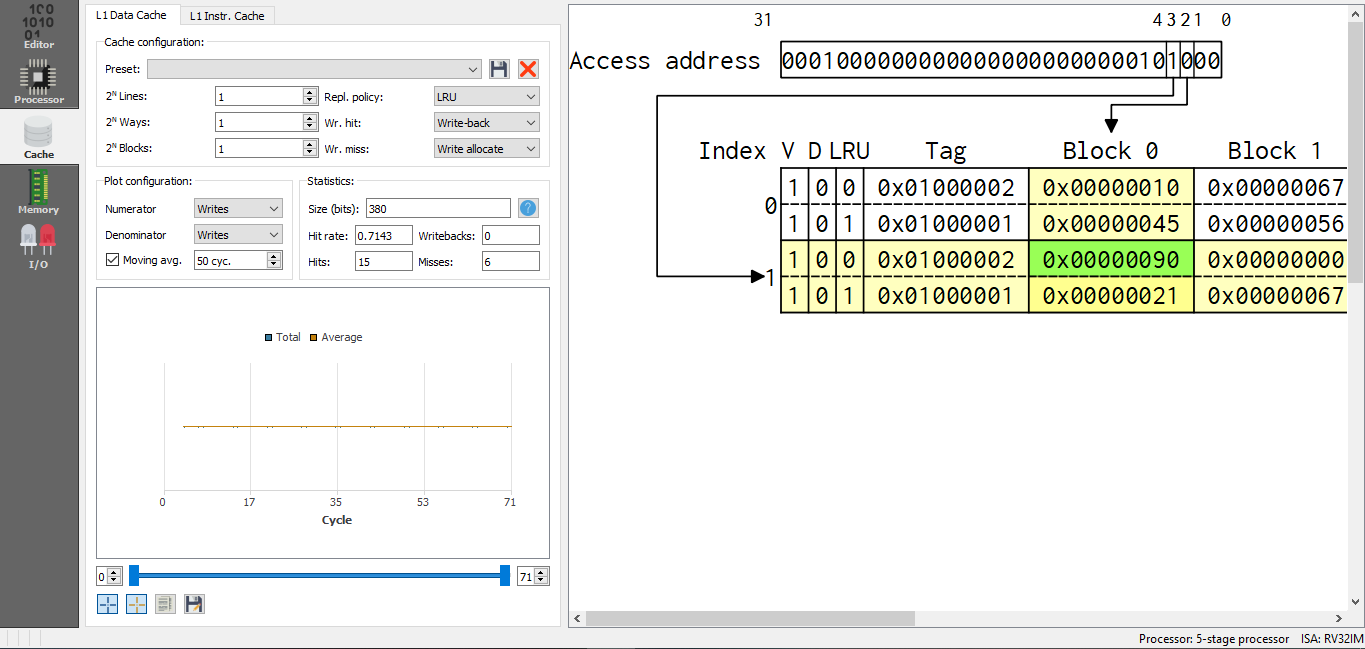 100
1010
01
Editor
Processor
Cache
Memory
I/O
L1 Data Cache L1 Instr. Cache
Cache configuration:
Preset:
2ᴺ Lines: 1 Repl. policy: LRU
2ᴺ Ways: 1 Wr. hit: Write-back
2ᴺ Blocks: 1 Wr. miss: Write allocate
Plot configuration:
Numerator Writes
Denominator Writes
Moving avg. 50 cyc.
Statistics:
Size (bits): 380 ?
Hit rate: 0.7143 Writebacks: 0
Hits: 15 Misses: 6
Total Average
0 17 35 53 71
Cycle
0 71
31 4 3 2 1 0
Access address 00010000000000000000000000101000
Index V D LRU Tag Block 0 Block 1
0
1 0 0 0x01000002 0x00000010 0x00000067
1 0 1 0x01000001 0x00000045 0x00000056
1
1 0 0 0x01000002 0x00000090 0x00000000
1 0 1 0x01000001 0x00000021 0x00000067
Processor: 5-stage processor ISA: RV32IM